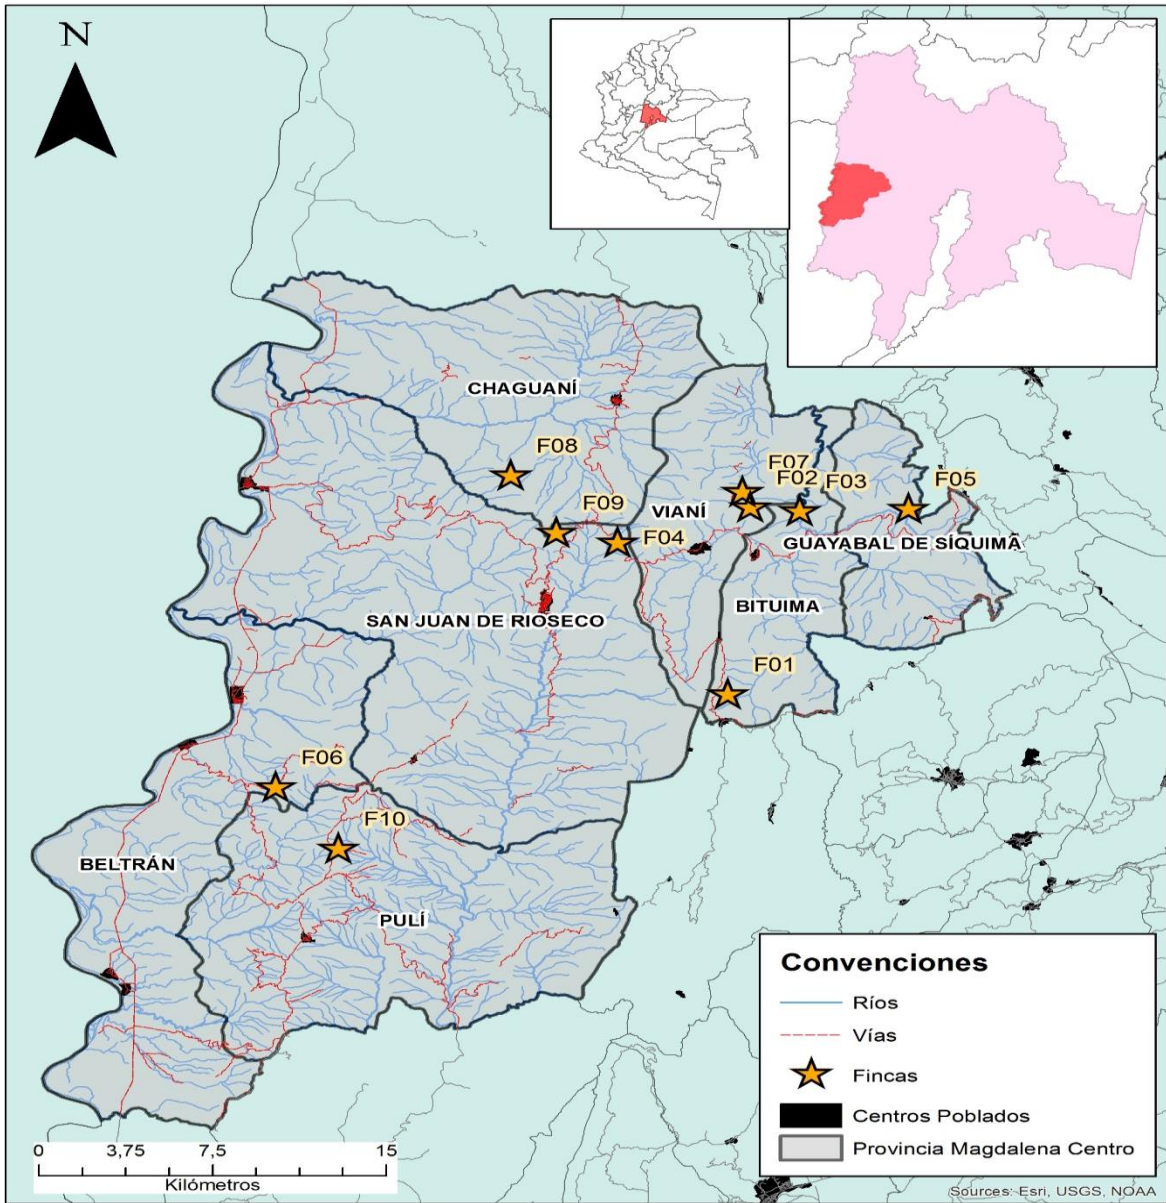 N
CHAGUANÍ
F08
F07
F02
F03
F05
F09
VIANÍ
F04
GUAYABAL DE SÍQUIMA
BITUIMA
SAN JUAN DE RIOSECO
F01
F06
F10
BELTRÁN
PULÍ
Convenciones
Ríos
Vías
Fincas
Centros Poblados
Provincia Magdalena Centro
0 3,75 7,5 15
Kilómetros
Sources: Esri, USGS, NOAA